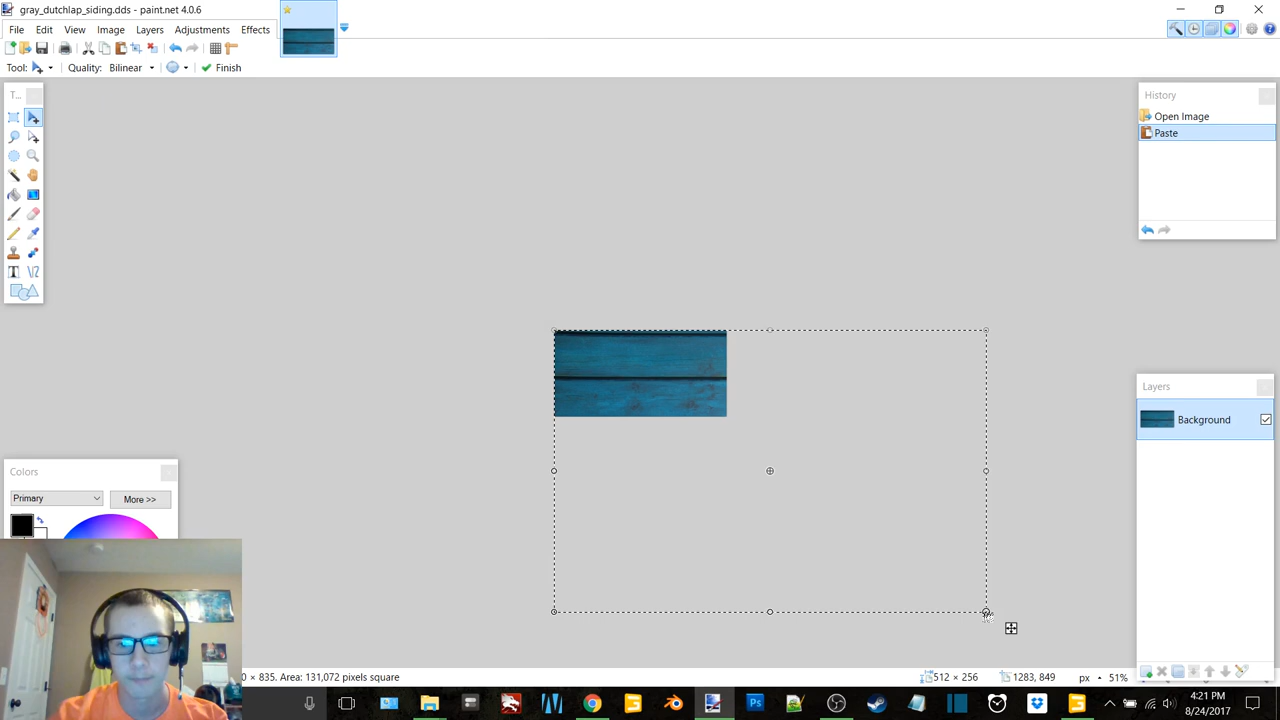 gray_dutchlap_siding.dds - paint.net 4.0.6
File Edit View Image Layers Adjustments Effects
Tool: Quality: Bilinear Finish
T...
History
Open Image
Paste
Layers
Background
Colors
Primary
More >>
0 × 835. Area: 131,072 pixels square
512 × 256
1283, 849
px
51%
4:21 PM
8/24/2017